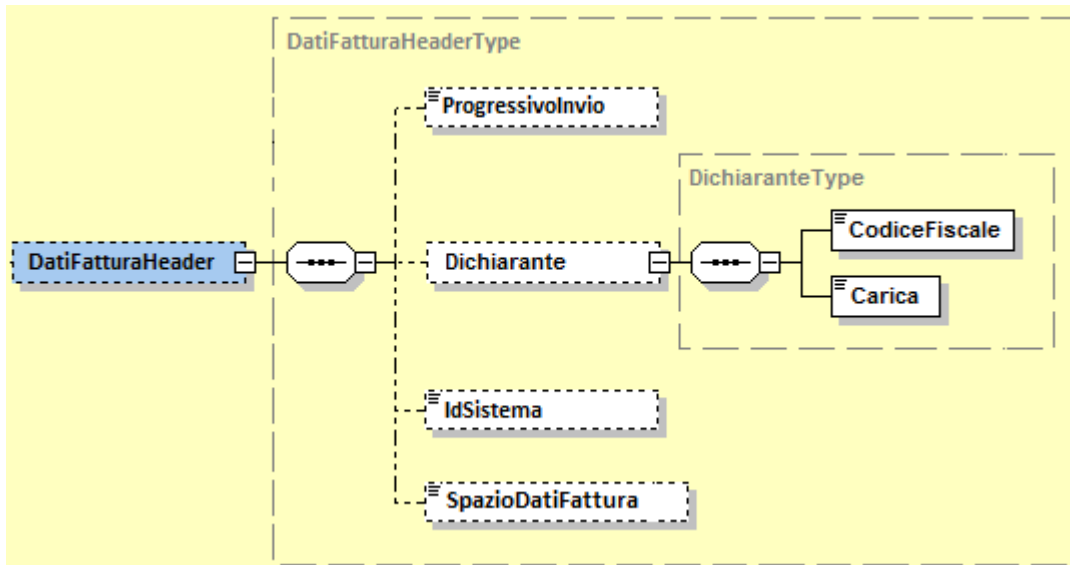 DatiFatturaHeaderType
ProgressivoInvio
DichiaranteType
CodiceFiscale
DatiFatturaHeader
Dichiarante
Carica
IdSistema
SpazioDatiFattura